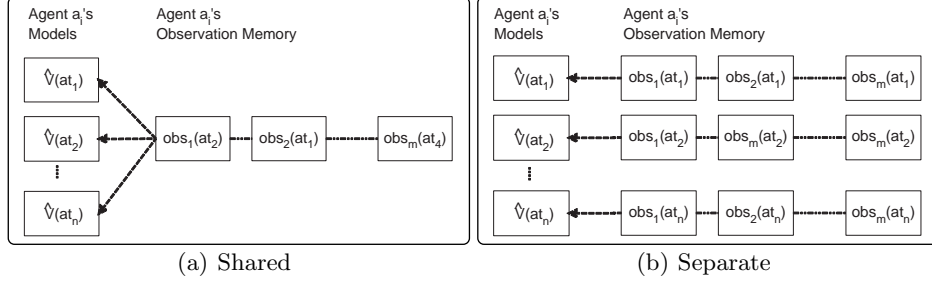 Agent a_i's Models
Agent a_i's Observation Memory
V̂(at_1)
V̂(at_2)
V̂(at_n)
obs_1(at_2) obs_2(at_1) obs_m(at_4)
(a) Shared
Agent a_i's Models
Agent a_i's Observation Memory
V̂(at_1) obs_1(at_1) obs_2(at_1) obs_m(at_1)
V̂(at_2) obs_1(at_2) obs_m(at_2) obs_m(at_2)
V̂(at_n) obs_1(at_n) obs_2(at_n) obs_m(at_n)
(b) Separate